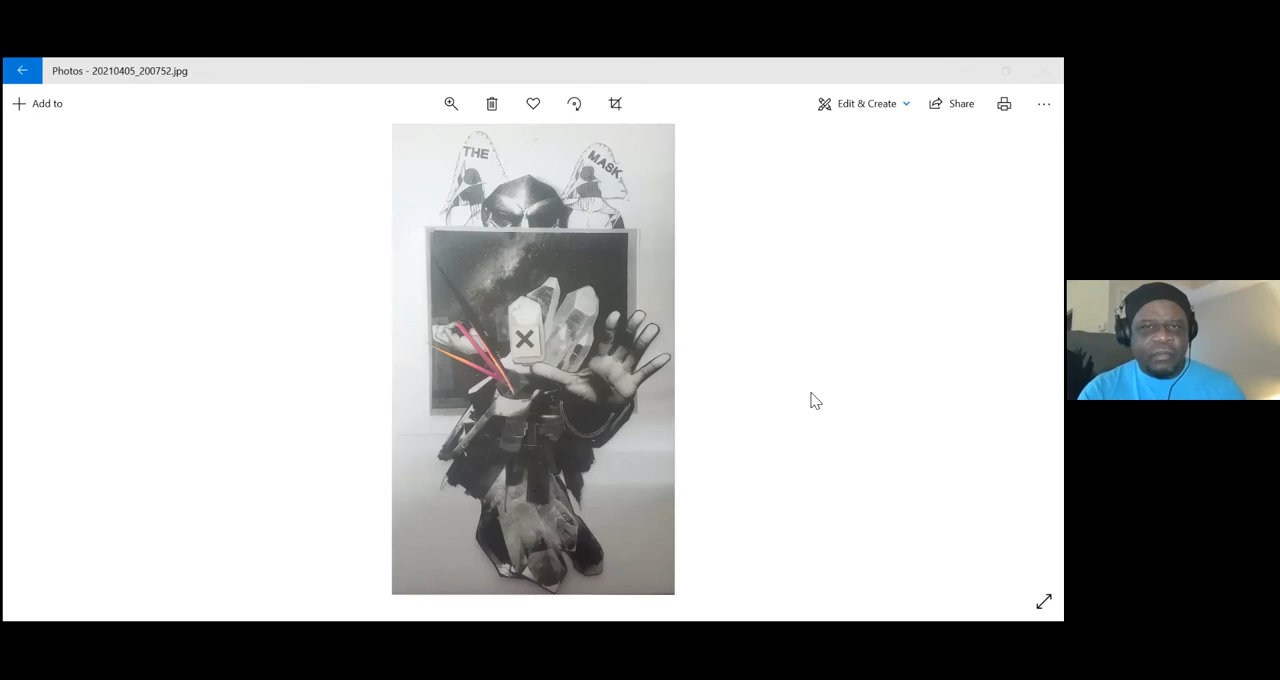 Photos - 20210405_200752.jpg
Add to
Edit & Create
Share
THE
MASK
X